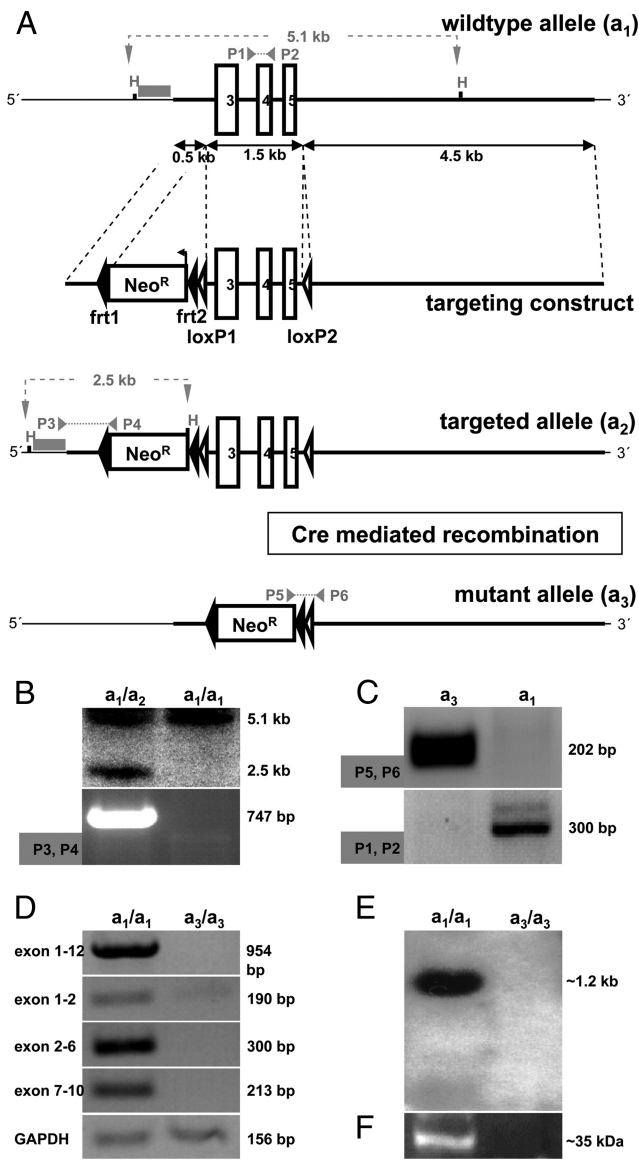 A
wildtype allele (a1)
5.1 kb
P1 P2
H H
5´ 3 4 5 3´
0.5 kb 1.5 kb 4.5 kb
NeoR 3 4 5
frt1 frt2 targeting construct
loxP1 loxP2
2.5 kb
P3 P4 H targeted allele (a2)
H
5´ NeoR 3 4 5 3´
Cre mediated recombination
P5 P6 mutant allele (a3)
5´ NeoR 3´
B
a1/a2 a1/a1
5.1 kb
2.5 kb
747 bp
P3, P4
C
a3 a1
202 bp
P5, P6
300 bp
P1, P2
D
a1/a1 a3/a3
exon 1-12 954
bp
exon 1-2 190 bp
exon 2-6 300 bp
exon 7-10 213 bp
GAPDH 156 bp
E
a1/a1 a3/a3
~1.2 kb
F
~35 kDa